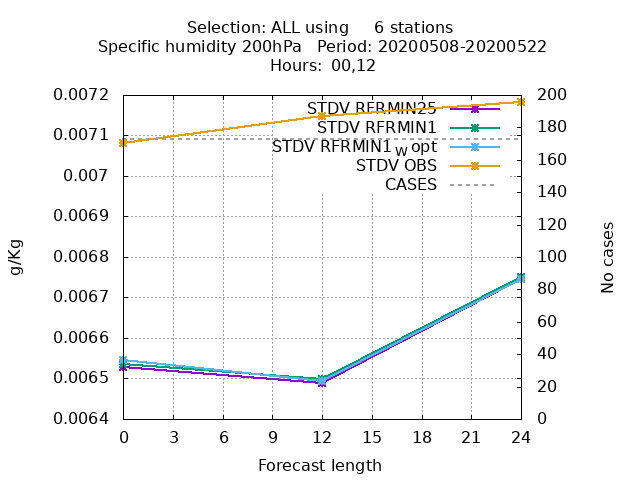 Selection: ALL using     6 stations
Specific humidity 200hPa   Period: 20200508-20200522
Hours: 00,12
0.0072
0.0071
0.007
0.0069
0.0068
0.0067
0.0066
0.0065
0.0064
g/Kg
STDV RFRMIN25
STDV RFRMIN1
STDV RFRMIN1w opt
STDV OBS
CASES
200
180
160
140
120
100
80
60
40
20
0
No cases
0 3 6 9 12 15 18 21 24
Forecast length